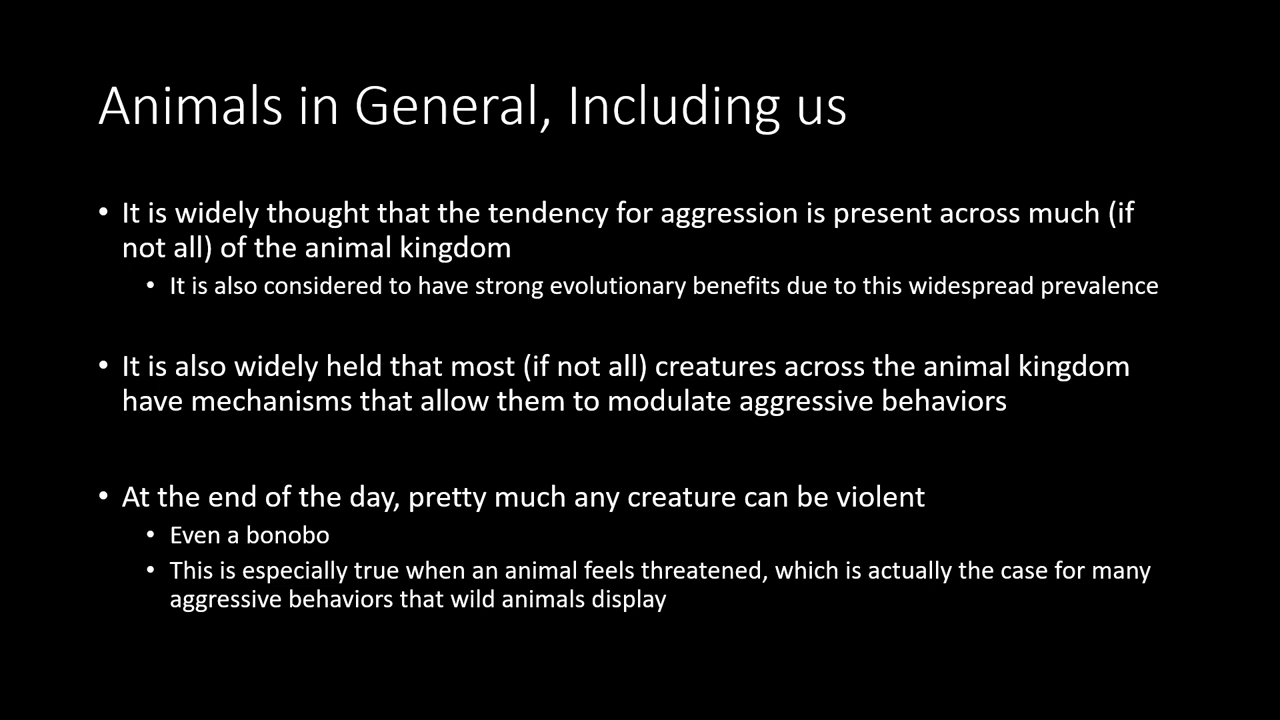 Animals in General, Including us
• It is widely thought that the tendency for aggression is present across much (if
not all) of the animal kingdom
• It is also considered to have strong evolutionary benefits due to this widespread prevalence
• It is also widely held that most (if not all) creatures across the animal kingdom
have mechanisms that allow them to modulate aggressive behaviors
• At the end of the day, pretty much any creature can be violent
• Even a bonobo
• This is especially true when an animal feels threatened, which is actually the case for many
aggressive behaviors that wild animals display